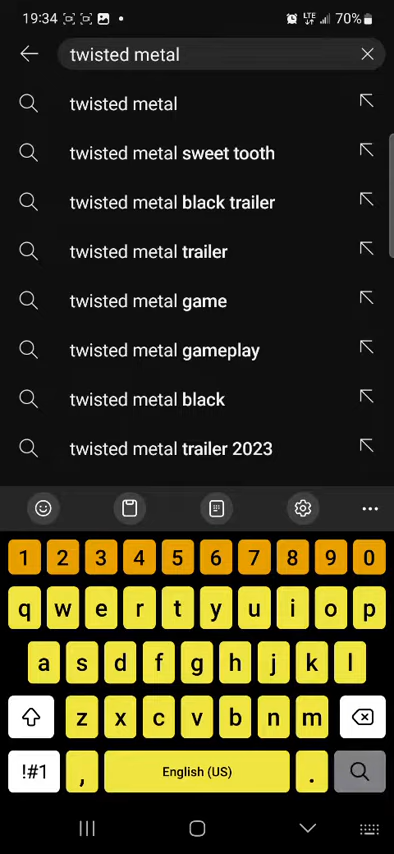 19:34 LTE 70%
twisted metal
twisted metal
twisted metal sweet tooth
twisted metal black trailer
twisted metal trailer
twisted metal game
twisted metal gameplay
twisted metal black
twisted metal trailer 2023
1 2 3 4 5 6 7 8 9 0
q w e r t y u i o p
a s d f g h j k l
z x c v b n m
!#1 , English (US) .